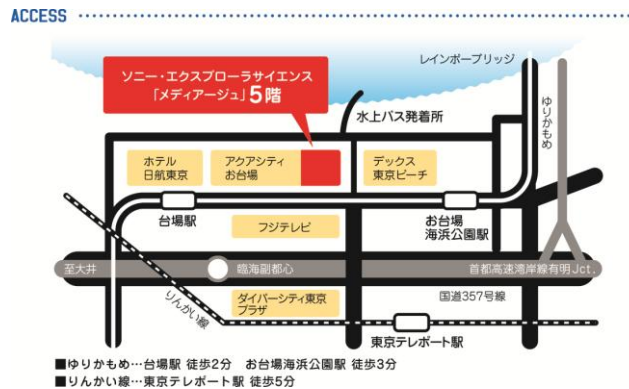 ACCESS
レインボーブリッジ
ソニー・エクスプローラサイエンス
「メディアージュ」5階
水上バス発着所
ゆりかもめ
ホテル
日航東京
アクアシティ
お台場
デックス
東京ビーチ
台場駅
お台場
海浜公園駅
フジテレビ
至大井
臨海副都心
首都高速湾岸線有明Jct.
りんかい線
ダイバーシティ東京
プラザ
国道357号線
東京テレポート駅
■ゆりかもめ…台場駅 徒歩2分 お台場海浜公園駅 徒歩3分
■りんかい線…東京テレポート駅 徒歩5分